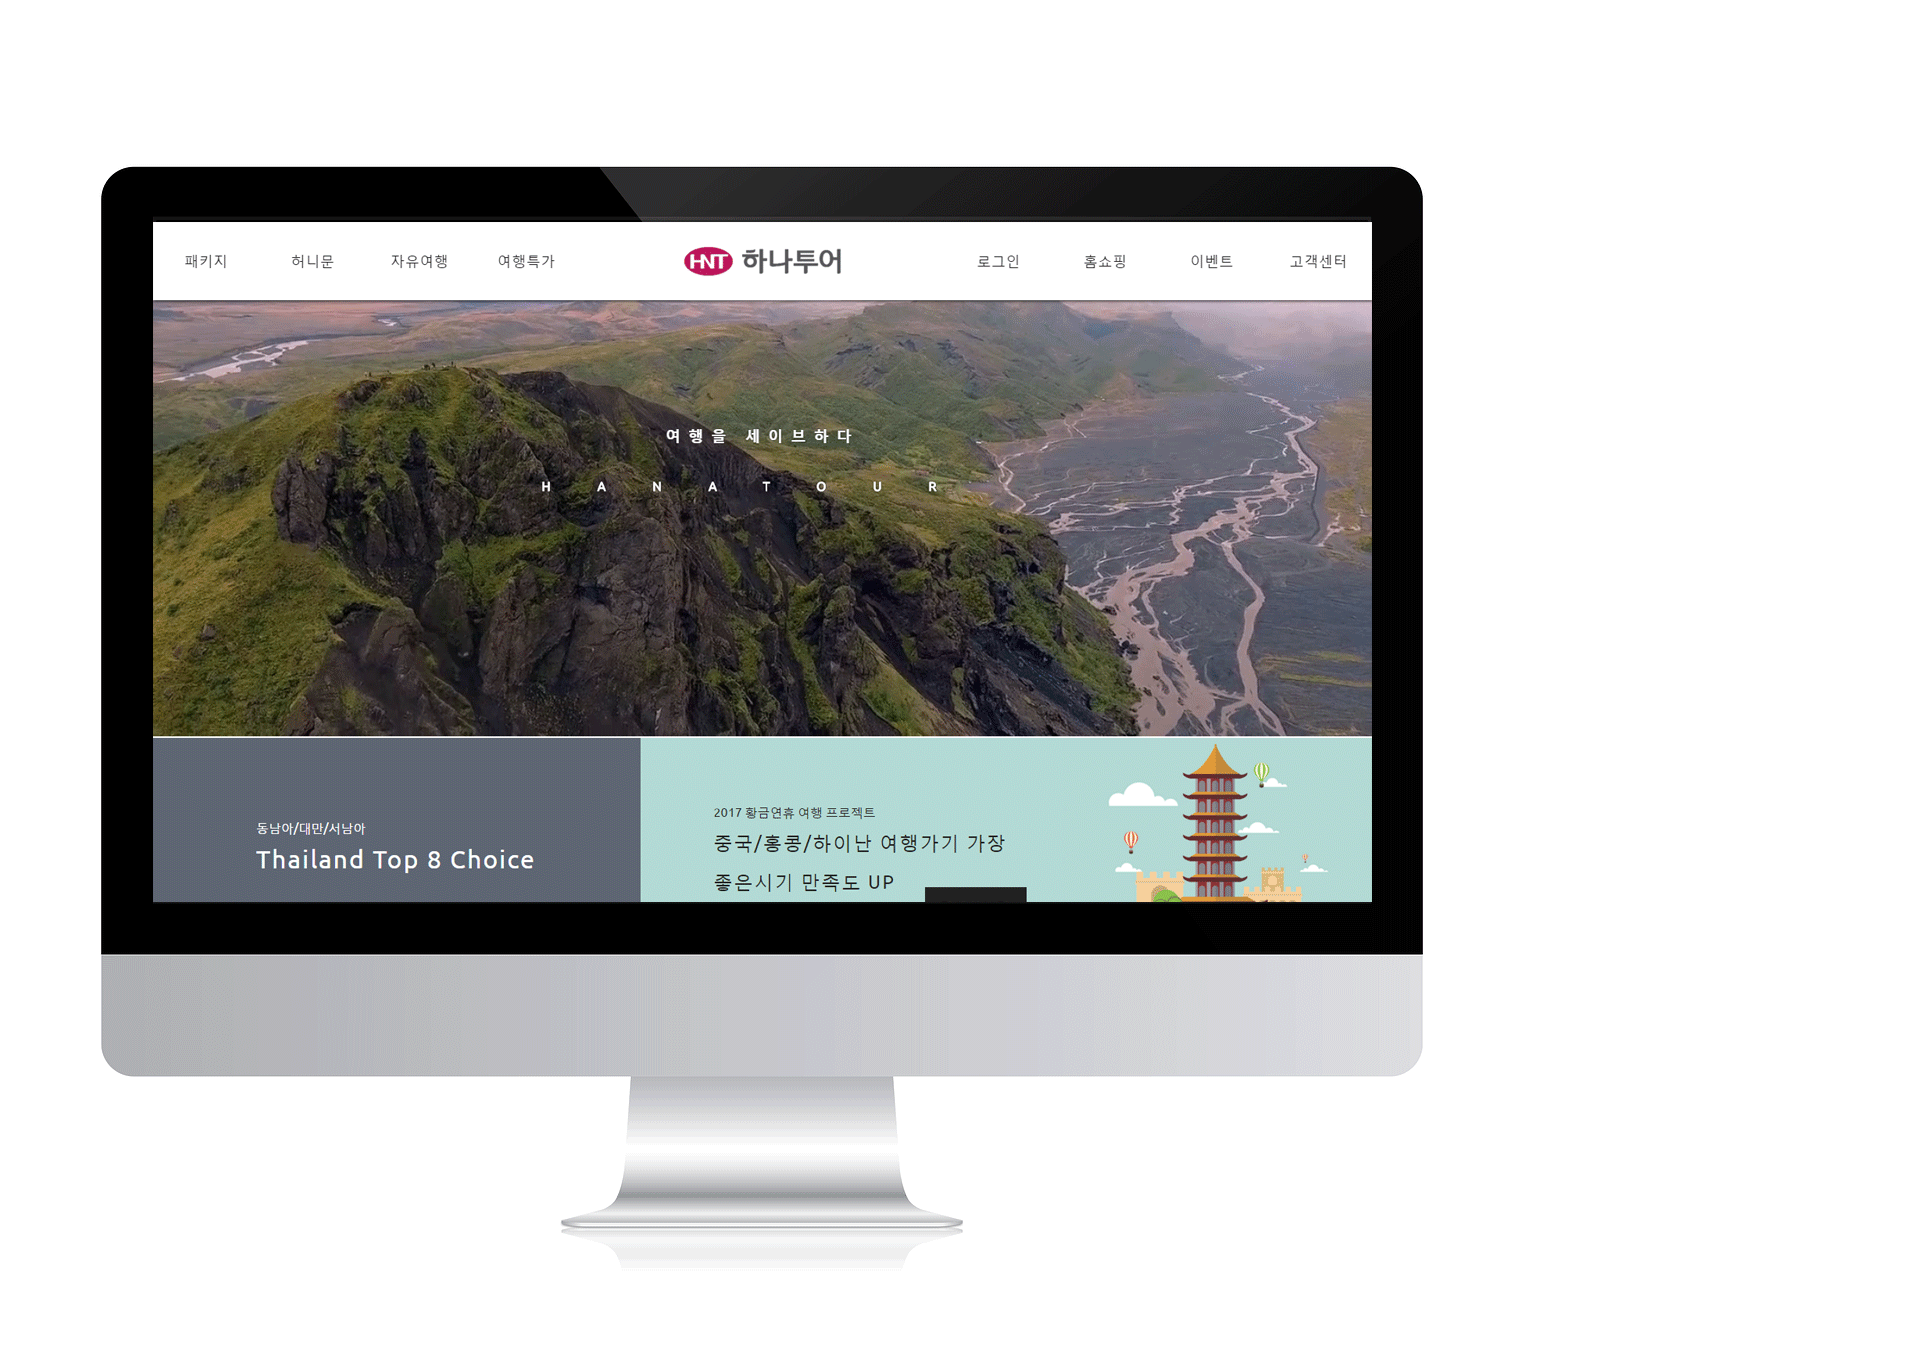 패키지 허니문 자유여행 여행특가 HNT 하나투어 로그인 홈쇼핑 이벤트 고객센터
여행을 세이브하다
HANATOUR
동남아/대만/서남아
Thailand Top 8 Choice
2017 황금연휴 여행 프로젝트
중국/홍콩/하이난 여행가기 가장
좋은시기 만족도 UP